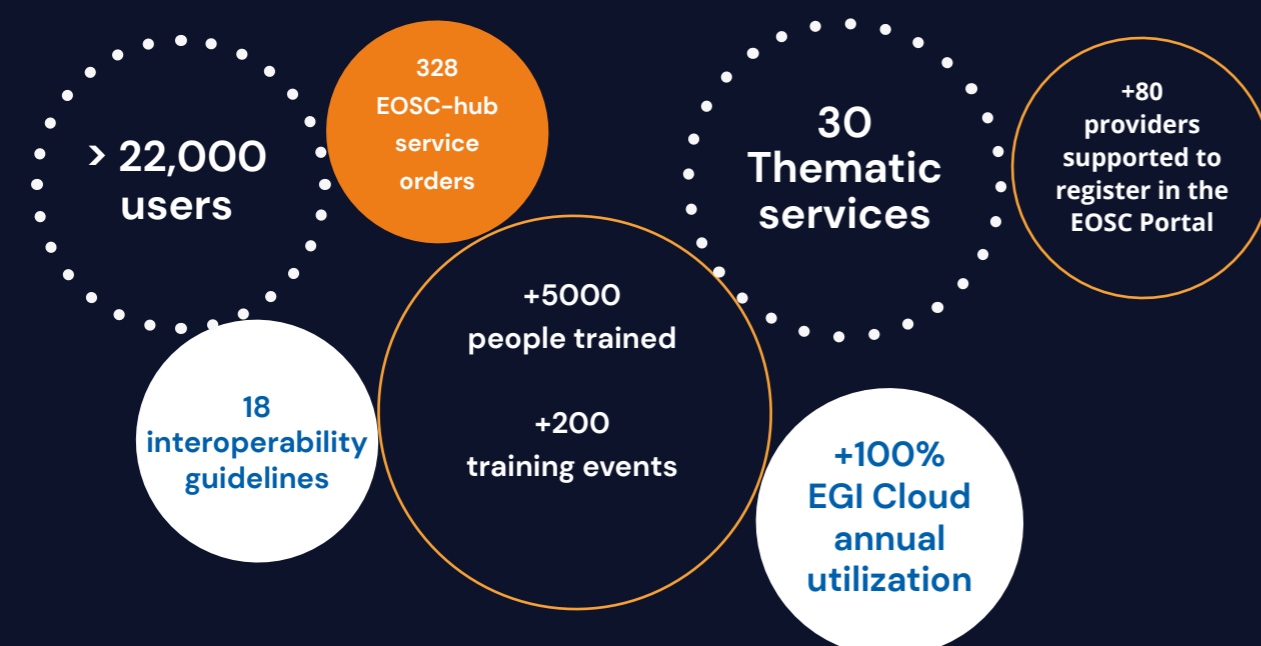 > 22,000
users
328
EOSC-hub
service
orders
30
Thematic
services
+80
providers
supported to
register in the
EOSC Portal
+5000
people trained
+200
training events
18
interoperability
guidelines
+100%
EGI Cloud
annual
utilization